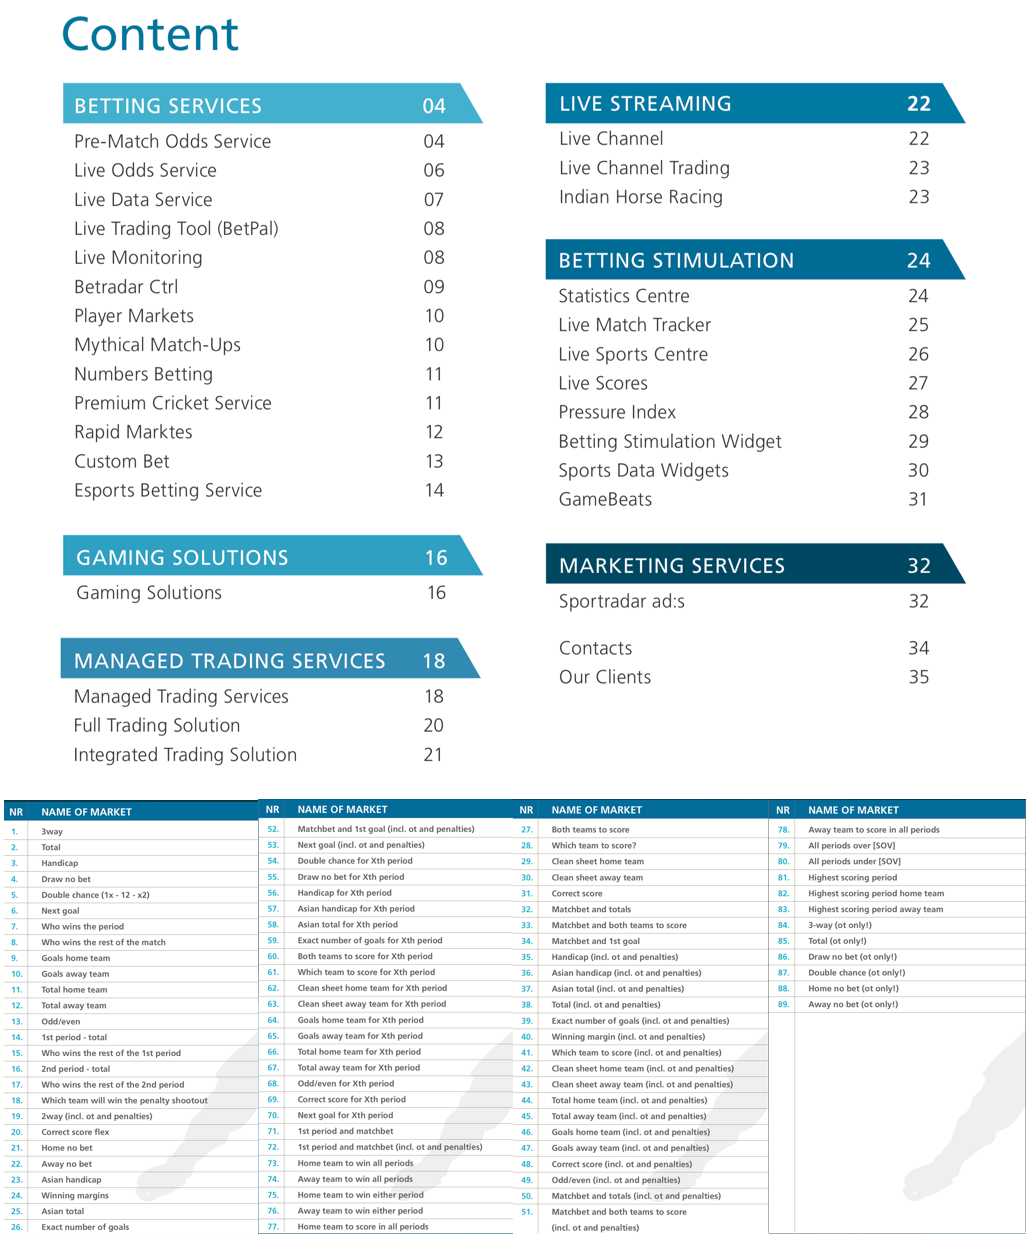 Content
BETTING SERVICES 04
Pre-Match Odds Service 04
Live Odds Service 06
Live Data Service 07
Live Trading Tool (BetPal) 08
Live Monitoring 08
Betradar Ctrl 09
Player Markets 10
Mythical Match-Ups 10
Numbers Betting 11
Premium Cricket Service 11
Rapid Marktes 12
Custom Bet 13
Esports Betting Service 14
GAMING SOLUTIONS 16
Gaming Solutions 16
MANAGED TRADING SERVICES 18
Managed Trading Services 18
Full Trading Solution 20
Integrated Trading Solution 21
LIVE STREAMING 22
Live Channel 22
Live Channel Trading 23
Indian Horse Racing 23
BETTING STIMULATION 24
Statistics Centre 24
Live Match Tracker 25
Live Sports Centre 26
Live Scores 27
Pressure Index 28
Betting Stimulation Widget 29
Sports Data Widgets 30
GameBeats 31
MARKETING SERVICES 32
Sportradar ad:s 32
Contacts 34
Our Clients 35
NR NAME OF MARKET
1. 3way
2. Total
3. Handicap
4. Draw no bet
5. Double chance (1x - 12 - x2)
6. Next goal
7. Who wins the period
8. Who wins the rest of the match
9. Goals home team
10. Goals away team
11. Total home team
12. Total away team
13. Odd/even
14. 1st period - total
15. Who wins the rest of the 1st period
16. 2nd period - total
17. Who wins the rest of the 2nd period
18. Which team will win the penalty shootout
19. 2way (incl. ot and penalties)
20. Correct score flex
21. Home no bet
22. Away no bet
23. Asian handicap
24. Winning margins
25. Asian total
26. Exact number of goals
NR NAME OF MARKET
52. Matchbet and 1st goal (incl. ot and penalties)
53. Next goal (incl. ot and penalties)
54. Double chance for Xth period
55. Draw no bet for Xth period
56. Handicap for Xth period
57. Asian handicap for Xth period
58. Asian total for Xth period
59. Exact number of goals for Xth period
60. Both teams to score for Xth period
61. Which team to score for Xth period
62. Clean sheet home team for Xth period
63. Clean sheet away team for Xth period
64. Goals home team for Xth period
65. Goals away team for Xth period
66. Total home team for Xth period
67. Total away team for Xth period
68. Odd/even for Xth period
69. Correct score for Xth period
70. Next goal for Xth period
71. 1st period and matchbet
72. 1st period and matchbet (incl. ot and penalties)
73. Home team to win all periods
74. Away team to win all periods
75. Home team to win either period
76. Away team to win either period
77. Home team to score in all periods
NR NAME OF MARKET
27. Both teams to score
28. Which team to score?
29. Clean sheet home team
30. Clean sheet away team
31. Correct score
32. Matchbet and totals
33. Matchbet and both teams to score
34. Matchbet and 1st goal
35. Handicap (incl. ot and penalties)
36. Asian handicap (incl. ot and penalties)
37. Asian total (incl. ot and penalties)
38. Total (incl. ot and penalties)
39. Exact number of goals (incl. ot and penalties)
40. Winning margin (incl. ot and penalties)
41. Which team to score (incl. ot and penalties)
42. Clean sheet home team (incl. ot and penalties)
43. Clean sheet away team (incl. ot and penalties)
44. Total home team (incl. ot and penalties)
45. Total away team (incl. ot and penalties)
46. Goals home team (incl. ot and penalties)
47. Goals away team (incl. ot and penalties)
48. Correct score (incl. ot and penalties)
49. Odd/even (incl. ot and penalties)
50. Matchbet and totals (incl. ot and penalties)
51. Matchbet and both teams to score
(incl. ot and penalties)
NR NAME OF MARKET
78. Away team to score in all periods
79. All periods over [SOV]
80. All periods under [SOV]
81. Highest scoring period
82. Highest scoring period home team
83. Highest scoring period away team
84. 3-way (ot only!)
85. Total (ot only!)
86. Draw no bet (ot only!)
87. Double chance (ot only!)
88. Home no bet (ot only!)
89. Away no bet (ot only!)